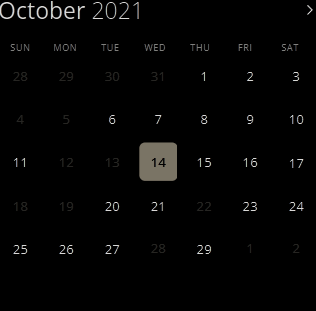 October 2021
SUN MON TUE WED THU FRI SAT
28 29 30 31 1 2 3
4 5 6 7 8 9 10
11 12 13 14 15 16 17
18 19 20 21 22 23 24
25 26 27 28 29 1 2